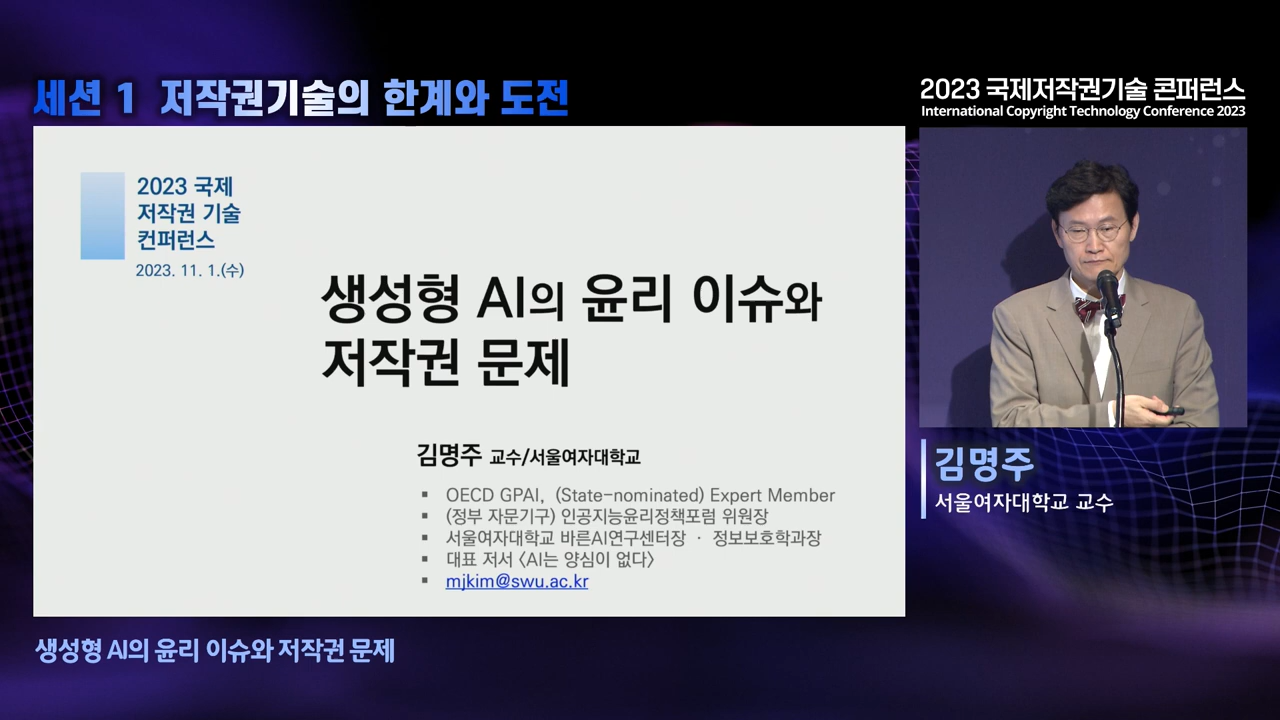 세션 1 저작권기술의 한계와 도전
2023 국제저작권기술 콘퍼런스
International Copyright Technology Conference 2023
2023 국제
저작권 기술
컨퍼런스
2023. 11. 1.(수)
생성형 AI의 윤리 이슈와
저작권 문제
김명주 교수/서울여자대학교
▪ OECD GPAI, (State-nominated) Expert Member
▪ (정부 자문기구) 인공지능윤리정책포럼 위원장
▪ 서울여자대학교 바른AI연구센터장 · 정보보호학과장
▪ 대표 저서 〈AI는 양심이 없다〉
▪ mjkim@swu.ac.kr
김명주
서울여자대학교 교수
생성형 AI의 윤리 이슈와 저작권 문제